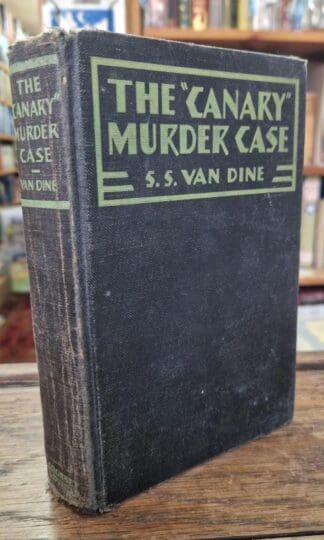 THE "CANARY"
MURDER CASE
S. S. VAN DINE
THE
"CANARY"
MURDER
CASE
VAN DINE